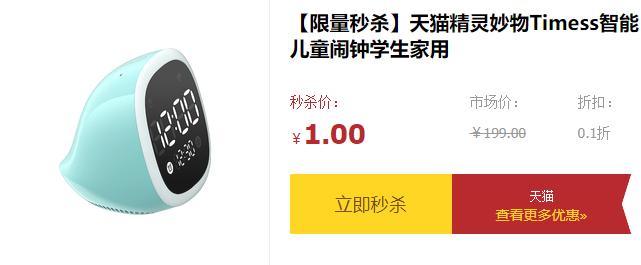 【限量秒杀】天猫精灵妙物Timess智能
儿童闹钟学生家用
秒杀价：
市场价：
折扣：
￥1.00
￥199.00
0.1折
立即秒杀
天猫
查看更多优惠»
12:00
12:30